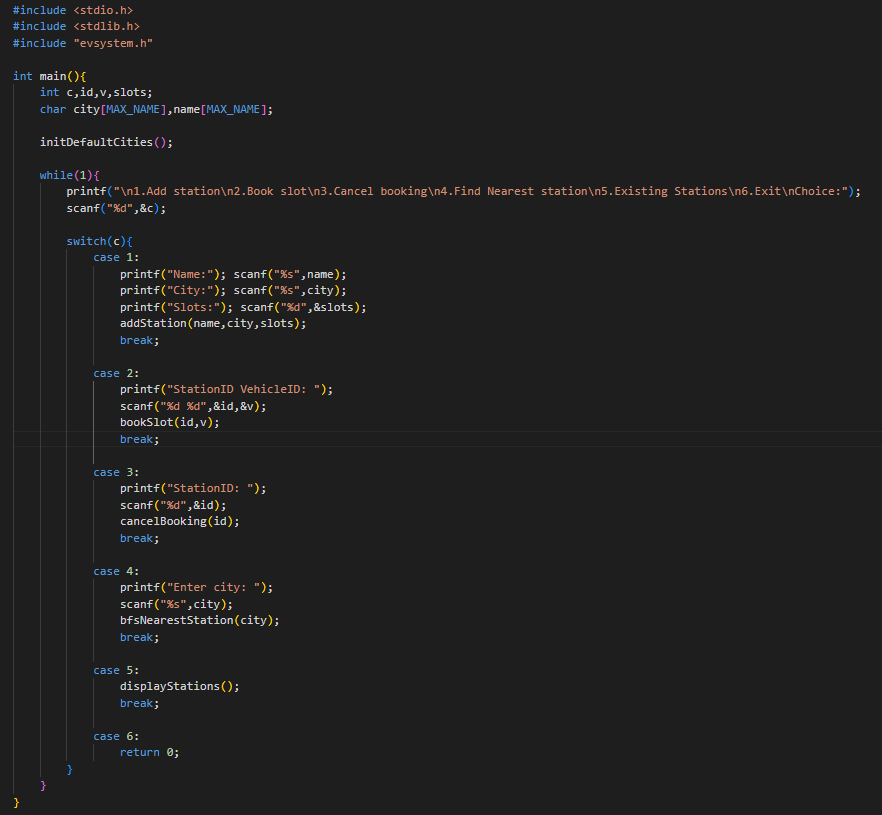 #include <stdio.h>
#include <stdlib.h>
#include "evsystem.h"

int main(){
    int c,id,v,slots;
    char city[MAX_NAME],name[MAX_NAME];

    initDefaultCities();

    while(1){
        printf("\n1.Add station\n2.Book slot\n3.Cancel booking\n4.Find Nearest station\n5.Existing Stations\n6.Exit\nChoice:");
        scanf("%d",&c);

        switch(c){
            case 1:
                printf("Name:"); scanf("%s",name);
                printf("City:"); scanf("%s",city);
                printf("Slots:"); scanf("%d",&slots);
                addStation(name,city,slots);
                break;

            case 2:
                printf("StationID VehicleID: ");
                scanf("%d %d",&id,&v);
                bookSlot(id,v);
                break;

            case 3:
                printf("StationID: ");
                scanf("%d",&id);
                cancelBooking(id);
                break;

            case 4:
                printf("Enter city: ");
                scanf("%s",city);
                bfsNearestStation(city);
                break;

            case 5:
                displayStations();
                break;

            case 6:
                return 0;
        }
    }
}